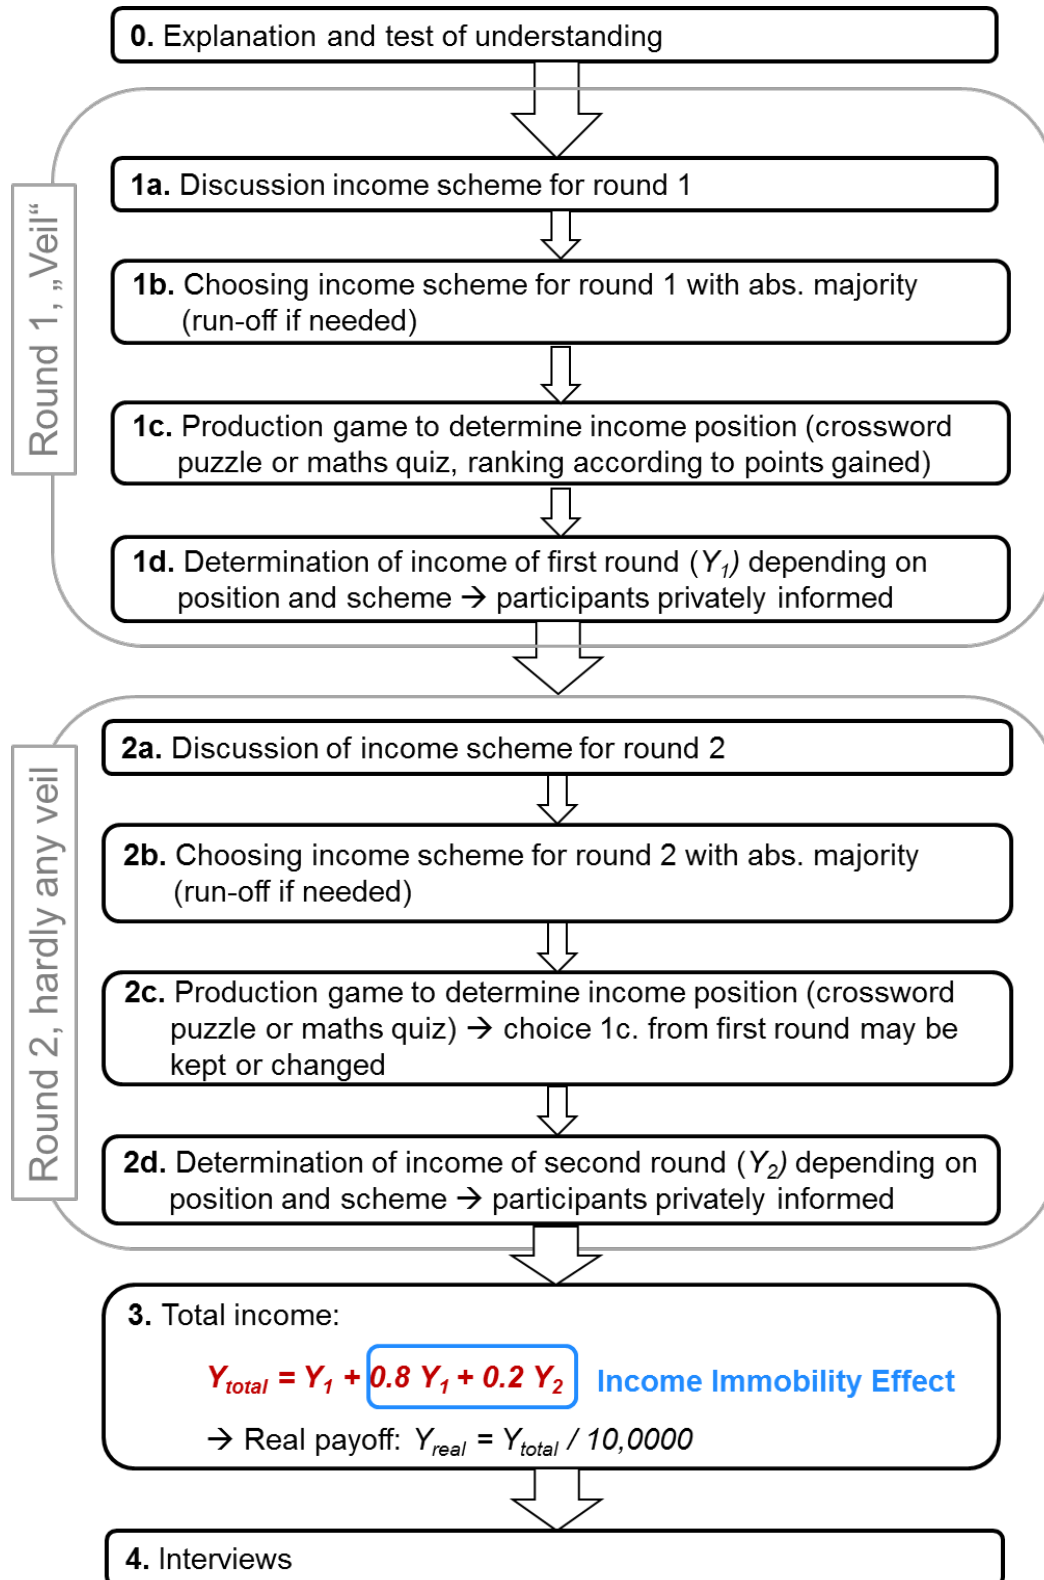 0. Explanation and test of understanding
Round 1, „Veil“
1a. Discussion income scheme for round 1
1b. Choosing income scheme for round 1 with abs. majority
(run-off if needed)
1c. Production game to determine income position (crossword
puzzle or maths quiz, ranking according to points gained)
1d. Determination of income of first round (Y1) depending on
position and scheme → participants privately informed
Round 2, hardly any veil
2a. Discussion of income scheme for round 2
2b. Choosing income scheme for round 2 with abs. majority
(run-off if needed)
2c. Production game to determine income position (crossword
puzzle or maths quiz) → choice 1c. from first round may be
kept or changed
2d. Determination of income of second round (Y2) depending on
position and scheme → participants privately informed
3. Total income:
Ytotal = Y1 + 0.8 Y1 + 0.2 Y2 Income Immobility Effect
→ Real payoff: Yreal = Ytotal / 10,0000
4. Interviews